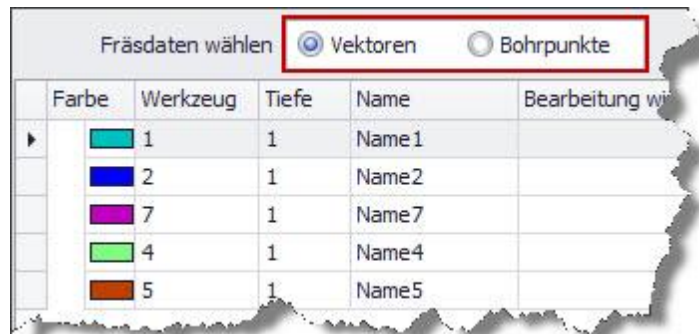 Fräsdaten wählen Vektoren Bohrpunkte
Farbe Werkzeug Tiefe Name Bearbeitung
1 1 Name1
2 1 Name2
7 1 Name7
4 1 Name4
5 1 Name5